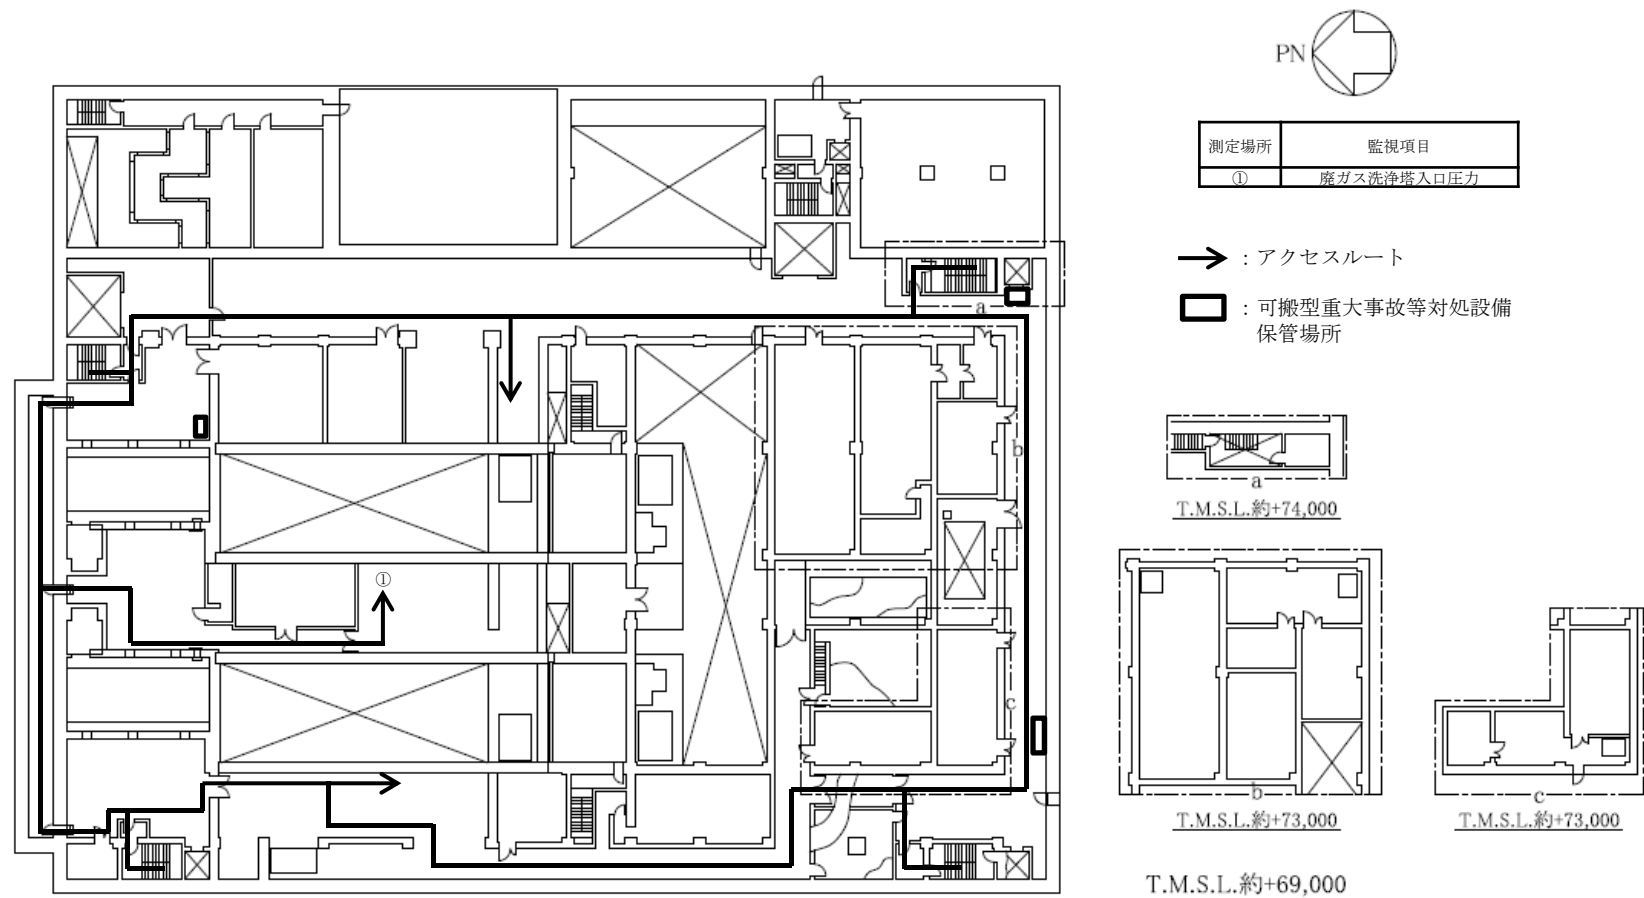 PN
測定場所 監視項目
① 廃ガス洗浄塔入口圧力
：アクセスルート
：可搬型重大事故等対処設備
保管場所
a
b
①
c
a
T.M.S.L.約+74,000
b
T.M.S.L.約+73,000
c
T.M.S.L.約+73,000
T.M.S.L.約+69,000